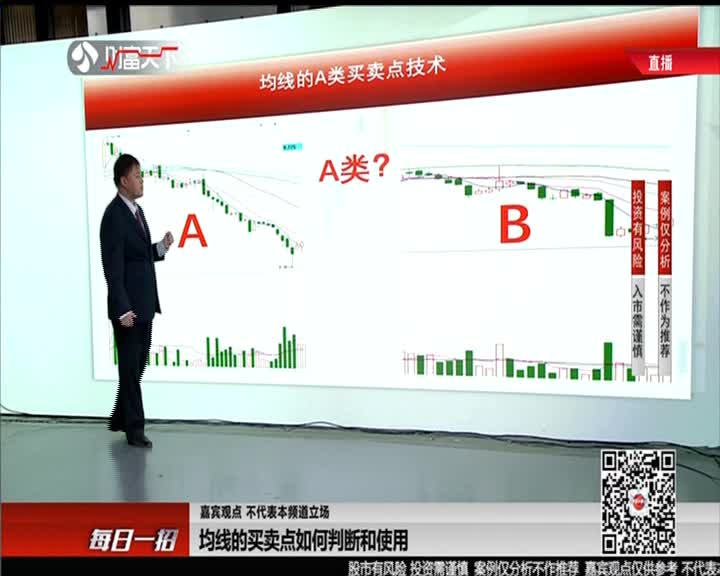 财富天下
均线的A类买卖点技术
直播
A类?
A
B
投资有风险 入市需谨慎
案例仅分析 不作为推荐
嘉宾观点 不代表本频道立场
每日一招
均线的买卖点如何判断和使用
股市有风险 投资需谨慎 案例仅分析不作推荐 嘉宾观点仅供参考 不代表